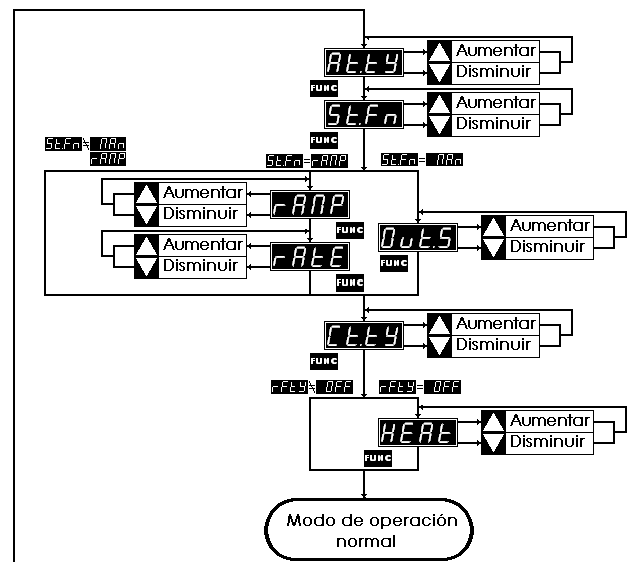 At.ty
Aumentar
Disminuir
FUNC
St.Fn
Aumentar
Disminuir
FUNC
St.Fn ≠ MAn
rAMP
St.Fn = rAMP
St.Fn = MAn
Aumentar
Disminuir
rAMP
FUNC
Out.S
Aumentar
Disminuir
FUNC
Aumentar
Disminuir
rAtE
FUNC
Ct.ty
Aumentar
Disminuir
FUNC
rFty ≠ OFF
rFty = OFF
HEAt
Aumentar
Disminuir
FUNC
Modo de operación
normal